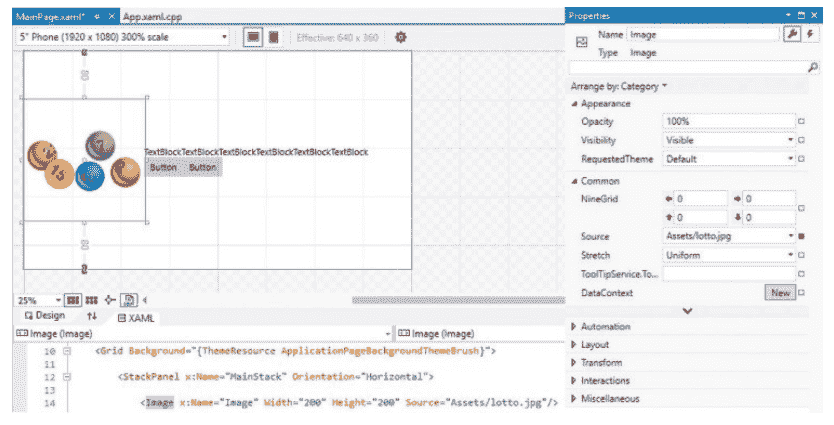 MainPage.xaml* App.xaml.cpp
5" Phone (1920 x 1080) 300% scale Effective: 640 x 360
TextBlockTextBlockTextBlockTextBlockTextBlockTextBlock
Button Button
15
25%
Design XAML
Image (Image) Image (Image)
10 <Grid Background="{ThemeResource ApplicationPageBackgroundThemeBrush}">
11
12 <StackPanel x:Name="MainStack" Orientation="Horizontal">
13
14 <Image x:Name="Image" Width="200" Height="200" Source="Assets/lotto.jpg"/>
Properties
Name Image
Type Image
Arrange by: Category
Appearance
Opacity 100%
Visibility Visible
RequestedTheme Default
Common
NineGrid 0 0
0 0
Source Assets/lotto.jpg
Stretch Uniform
ToolTipService.To...
DataContext New
Automation
Layout
Transform
Interactions
Miscellaneous